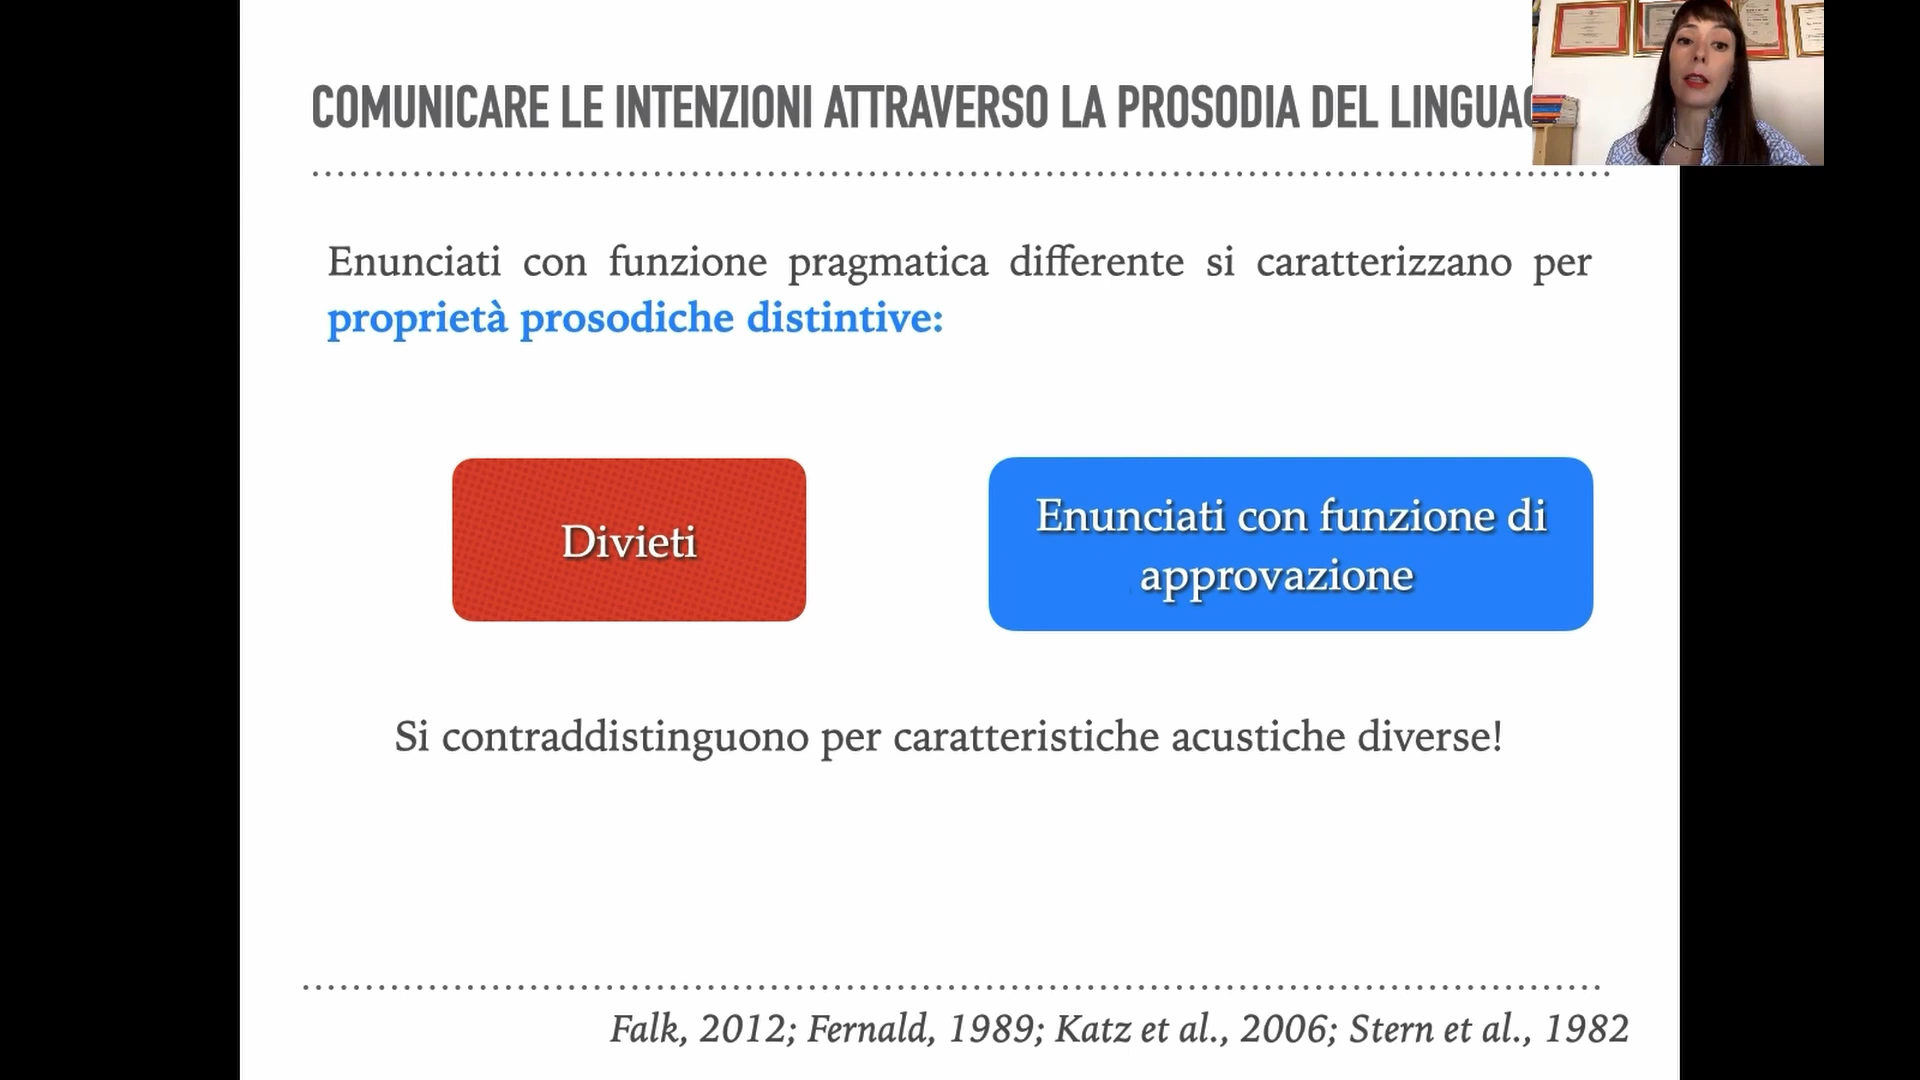 COMUNICARE LE INTENZIONI ATTRAVERSO LA PROSODIA DEL LINGUAG
Enunciati con funzione pragmatica differente si caratterizzano per
proprietà prosodiche distintive:
Divieti
Enunciati con funzione di
approvazione
Si contraddistinguono per caratteristiche acustiche diverse!
Falk, 2012; Fernald, 1989; Katz et al., 2006; Stern et al., 1982